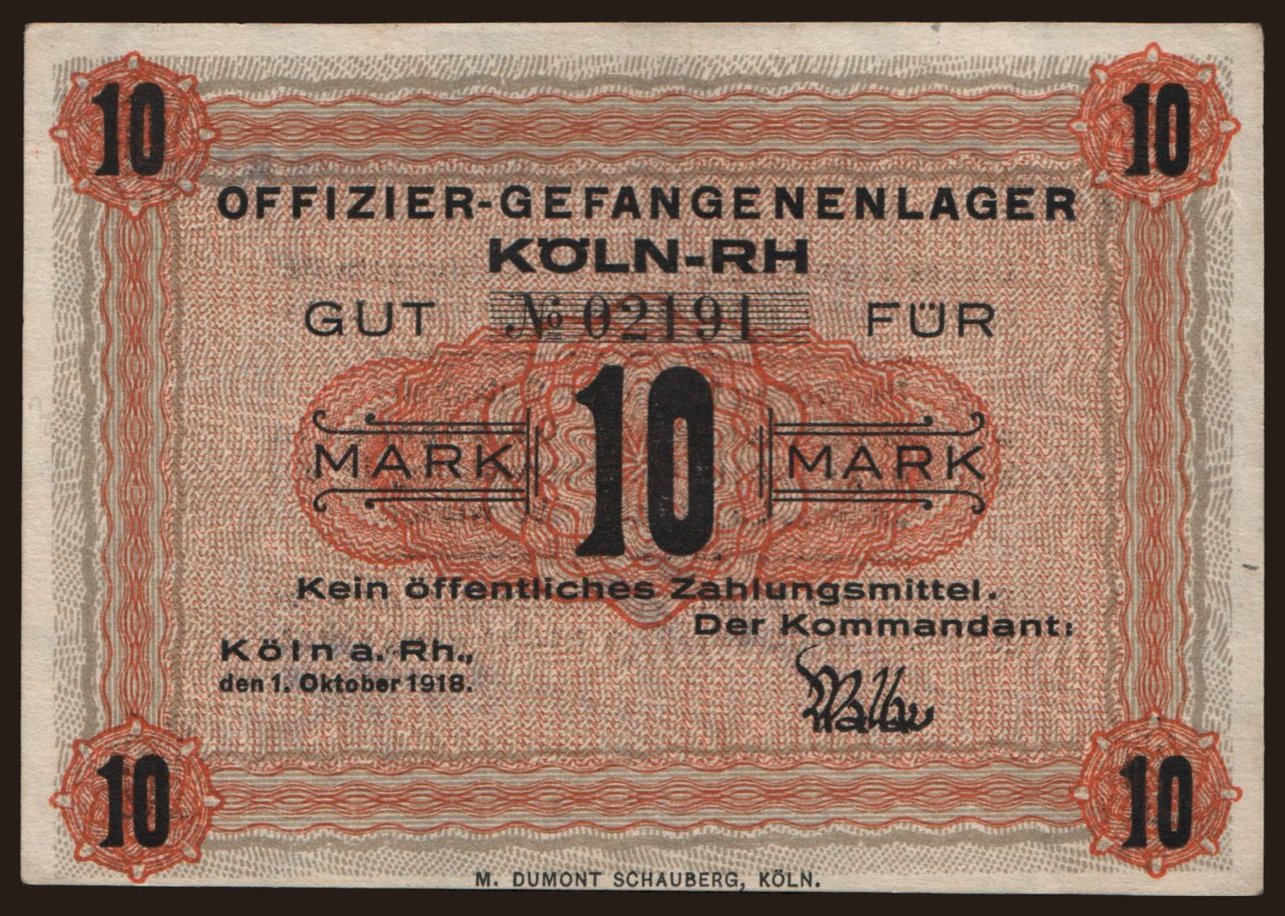 10 10
OFFIZIER-GEFANGENENLAGER
KÖLN-RH
GUT № 02191 FÜR
MARK 10 MARK
Kein öffentliches Zahlungsmittel.
Der Kommandant:
Köln a. Rh.,
den 1. Oktober 1918.
10 10
M. DUMONT SCHAUBERG, KÖLN.